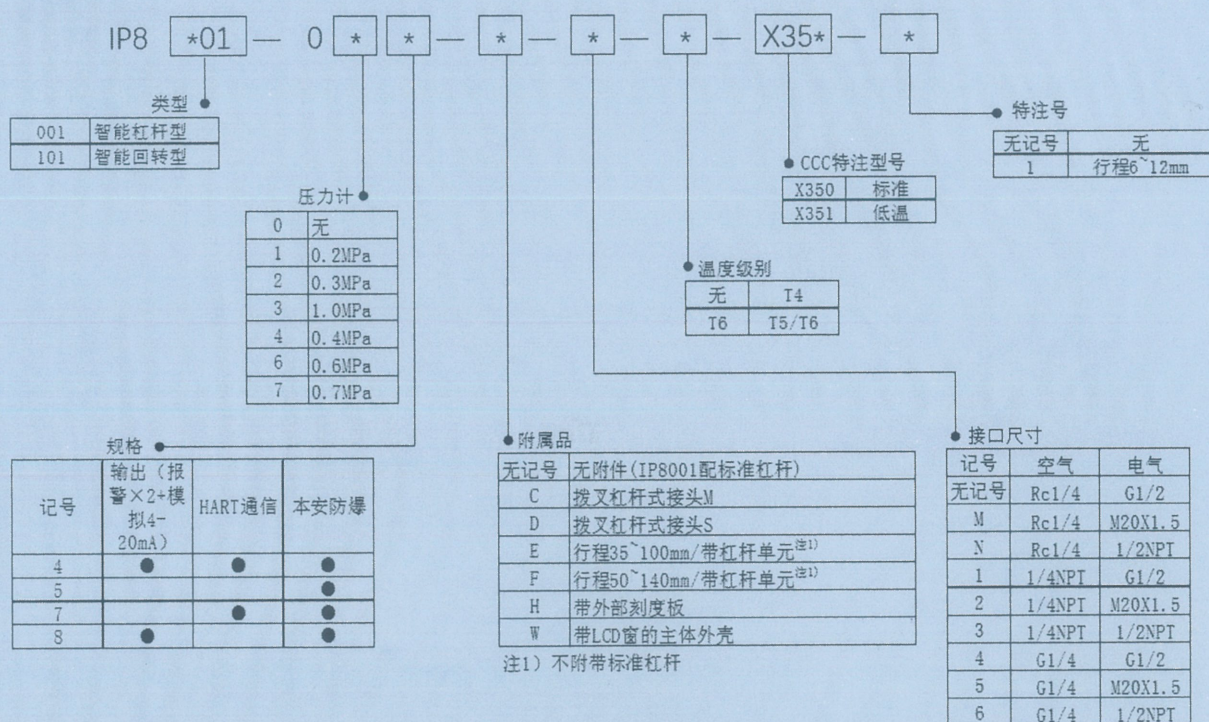 IP8 *01 — 0 * * — * — * — * — X35* — *
类型
001 智能杠杆型
101 智能回转型
压力计
0 无
1 0.2MPa
2 0.3MPa
3 1.0MPa
4 0.4MPa
6 0.6MPa
7 0.7MPa
规格
记号 输出（报警×2+模拟4-20mA） HART通信 本安防爆
4 ● ● ●
5 ●
7 ● ●
8 ● ●
附属品
无记号 无附件(IP8001配标准杠杆)
C 拨叉杠杆式接头M
D 拨叉杠杆式接头S
E 行程35~100mm/带杠杆单元注1)
F 行程50~140mm/带杠杆单元注1)
H 带外部刻度板
W 带LCD窗的主体外壳
注1) 不附带标准杠杆
温度级别
无 T4
T6 T5/T6
CCC特注型号
X350 标准
X351 低温
特注号
无记号 无
1 行程6~12mm
接口尺寸
记号 空气 电气
无记号 Rc1/4 G1/2
M Rc1/4 M20X1.5
N Rc1/4 1/2NPT
1 1/4NPT G1/2
2 1/4NPT M20X1.5
3 1/4NPT 1/2NPT
4 G1/4 G1/2
5 G1/4 M20X1.5
6 G1/4 1/2NPT